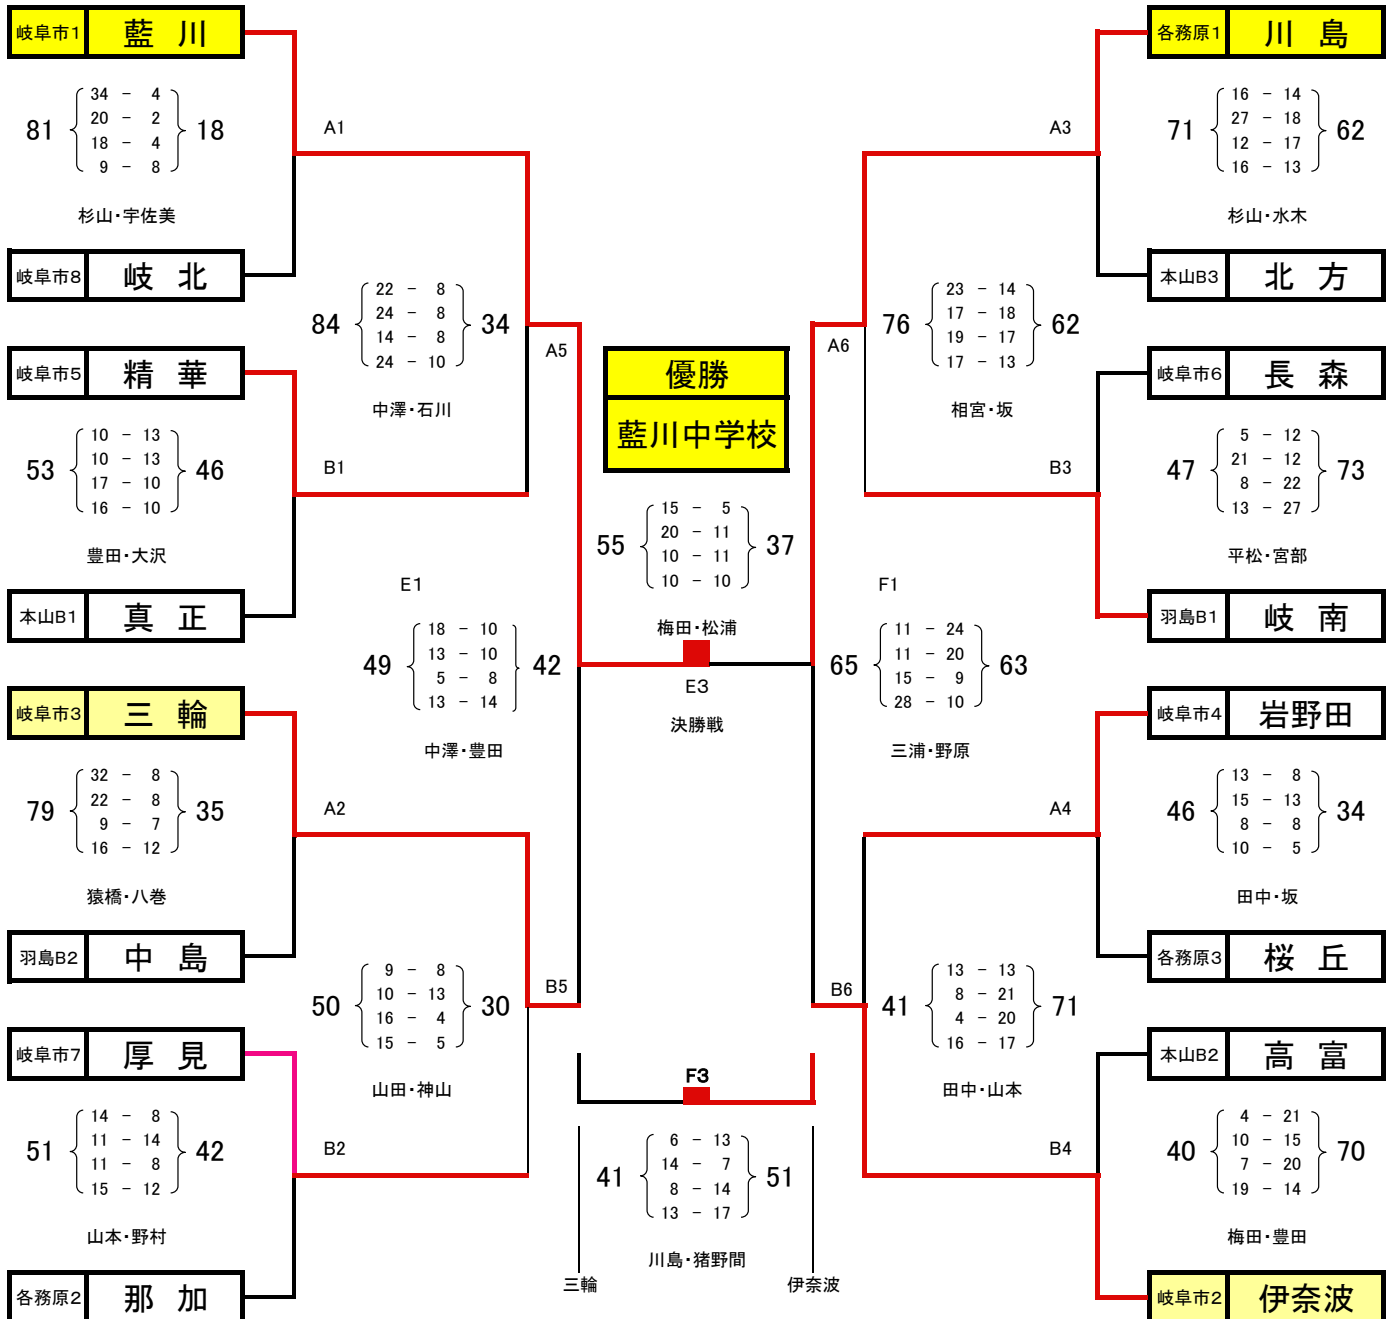 岐阜市1 藍 川
81 34 - 4 18
20 - 2
18 - 4
9 - 8
杉山・宇佐美
A1
岐阜市8 岐 北
84 22 - 8 34
24 - 8
14 - 8
24 - 10
中澤・石川
A5
岐阜市5 精 華
53 10 - 13 46
10 - 13
17 - 10
16 - 10
豊田・大沢
B1
本山B1 真 正
E1
49 18 - 10 42
13 - 10
5 - 8
13 - 14
中澤・豊田
岐阜市3 三 輪
79 32 - 8 35
22 - 8
9 - 7
16 - 12
猿橋・八巻
A2
羽島B2 中 島
50 9 - 8 30
10 - 13
16 - 4
15 - 5
山田・神山
B5
岐阜市7 厚 見
51 14 - 8 42
11 - 14
11 - 8
15 - 12
山本・野村
B2
各務原2 那 加
優勝
藍川中学校
55 15 - 5 37
20 - 11
10 - 11
10 - 10
梅田・松浦
E3
決勝戦
F3
41 6 - 13 51
14 - 7
8 - 14
13 - 17
川島・猪野間
三輪
伊奈波
各務原1 川 島
A3
71 16 - 14 62
27 - 18
12 - 17
16 - 13
杉山・水木
本山B3 北 方
76 23 - 14 62
17 - 18
19 - 17
17 - 13
相宮・坂
A6
岐阜市6 長 森
B3
47 5 - 12 73
21 - 12
8 - 22
13 - 27
平松・宮部
羽島B1 岐 南
F1
65 11 - 24 63
11 - 20
15 - 9
28 - 10
三浦・野原
岐阜市4 岩野田
A4
46 13 - 8 34
15 - 13
8 - 8
10 - 5
田中・坂
各務原3 桜 丘
B6
41 13 - 13 71
8 - 21
4 - 20
16 - 17
田中・山本
本山B2 高 富
B4
40 4 - 21 70
10 - 15
7 - 20
19 - 14
梅田・豊田
岐阜市2 伊奈波